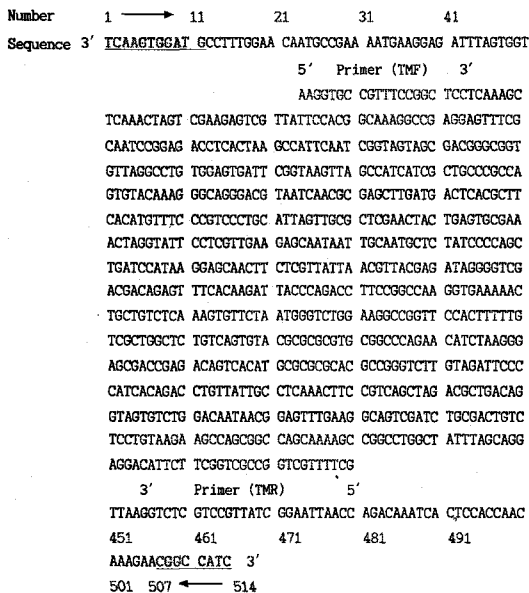 Number 1 ⟶ 11 21 31 41
Sequence 3′ TCAAGTGGAT GCCTTTGGAA CAATGCCGAA AATGAAGGAG ATTTAGTGGT
5′ Primer (TMF) 3′
AAGGTGC CGTTTCCGGC TCCTCAAAGC
TCAAACTAGT CGAAGAGTCG TTATTCCACG GCAAAGGCCG AGGAGTTTCG
CAATCCGGAG ACCTCACTAA GCCATTCAAT CGGTAGTAGC GACGGGCGGT
GTTAGGCCTG TGGAGTGATT CGGTAAGTTA GCCATCATCG CTGCCCGCCA
GTGTACAAAG GGCAGGGACG TAATCAACGC GAGCTTGATG ACTCACGCTT
CACATGTTTC CCGTCCCTGC ATTAGTTGCG CTCGAACTAC TGAGTGCGAA
ACTAGGTATT CCTCGTTGAA GAGCAATAAT TGCAATGCTC TATCCCCAGC
TGATCCATAA GGAGCAACTT CTCGTTATTA ACGTTACGAG ATAGGGGTCG
ACGACAGAGT TTCACAAGAT TACCCAGACC TTCCGGCCAA GGTGAAAAAC
TGCTGTCTCA AAGTGTTCTA ATGGGTCTGG AAGGCCGGTT CCACTTTTTG
TCGCTGGCTC TGTCAGTGTA CGCGCGCGTG CGGCCCAGAA CATCTAAGGG
AGCGACCGAG ACAGTCACAT GCGCGCGCAC GCCGGGTCTT GTAGATTCCC
CATCACAGAC CTGTTATTGC CTCAAACTTC CGTCAGCTAG ACGCTGACAG
GTAGTGTCTG GACAATAACG GAGTTTGAAG GCAGTCGATC TGCGACTGTC
TCCTGTAAGA AGCCAGCGGC CAGCAAAAGC CGGCCTGGCT ATTTAGCAGG
AGGACATTCT TCGGTCGCCG GTCGTTTTCG
3′ Primer (TMR) 5′
TTAAGGTCTC GTCCGTTATC GGAATTAACC AGACAAATCA CTCCACCAAC
451 461 471 481 491
AAAGAACGGC CATC 3′
501 507 ⟵ 514